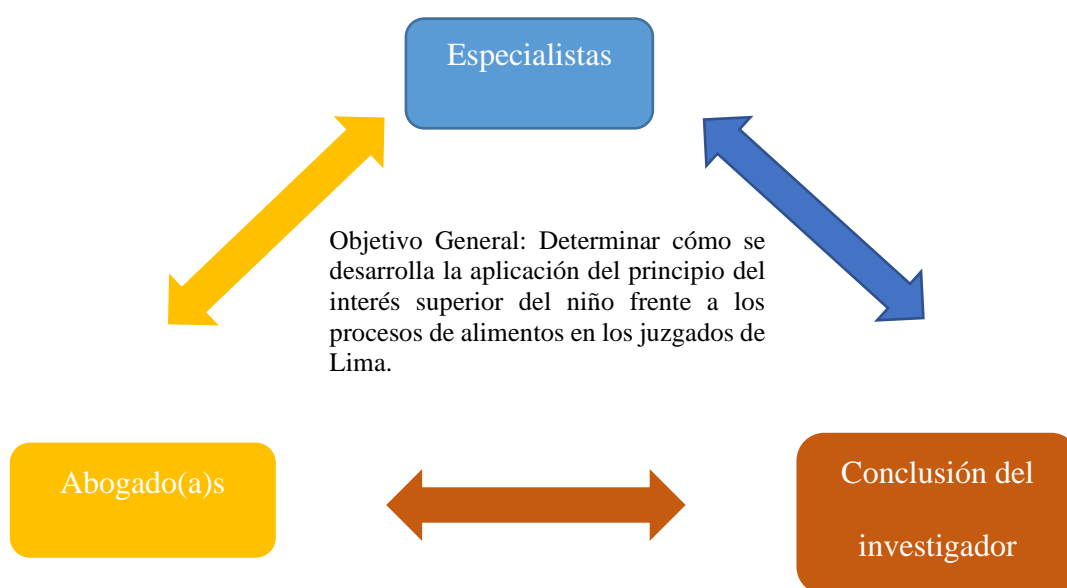 Especialistas
Objetivo General: Determinar cómo se
desarrolla la aplicación del principio del
interés superior del niño frente a los
procesos de alimentos en los juzgados de
Lima.
Abogado(a)s
Conclusión del
investigador